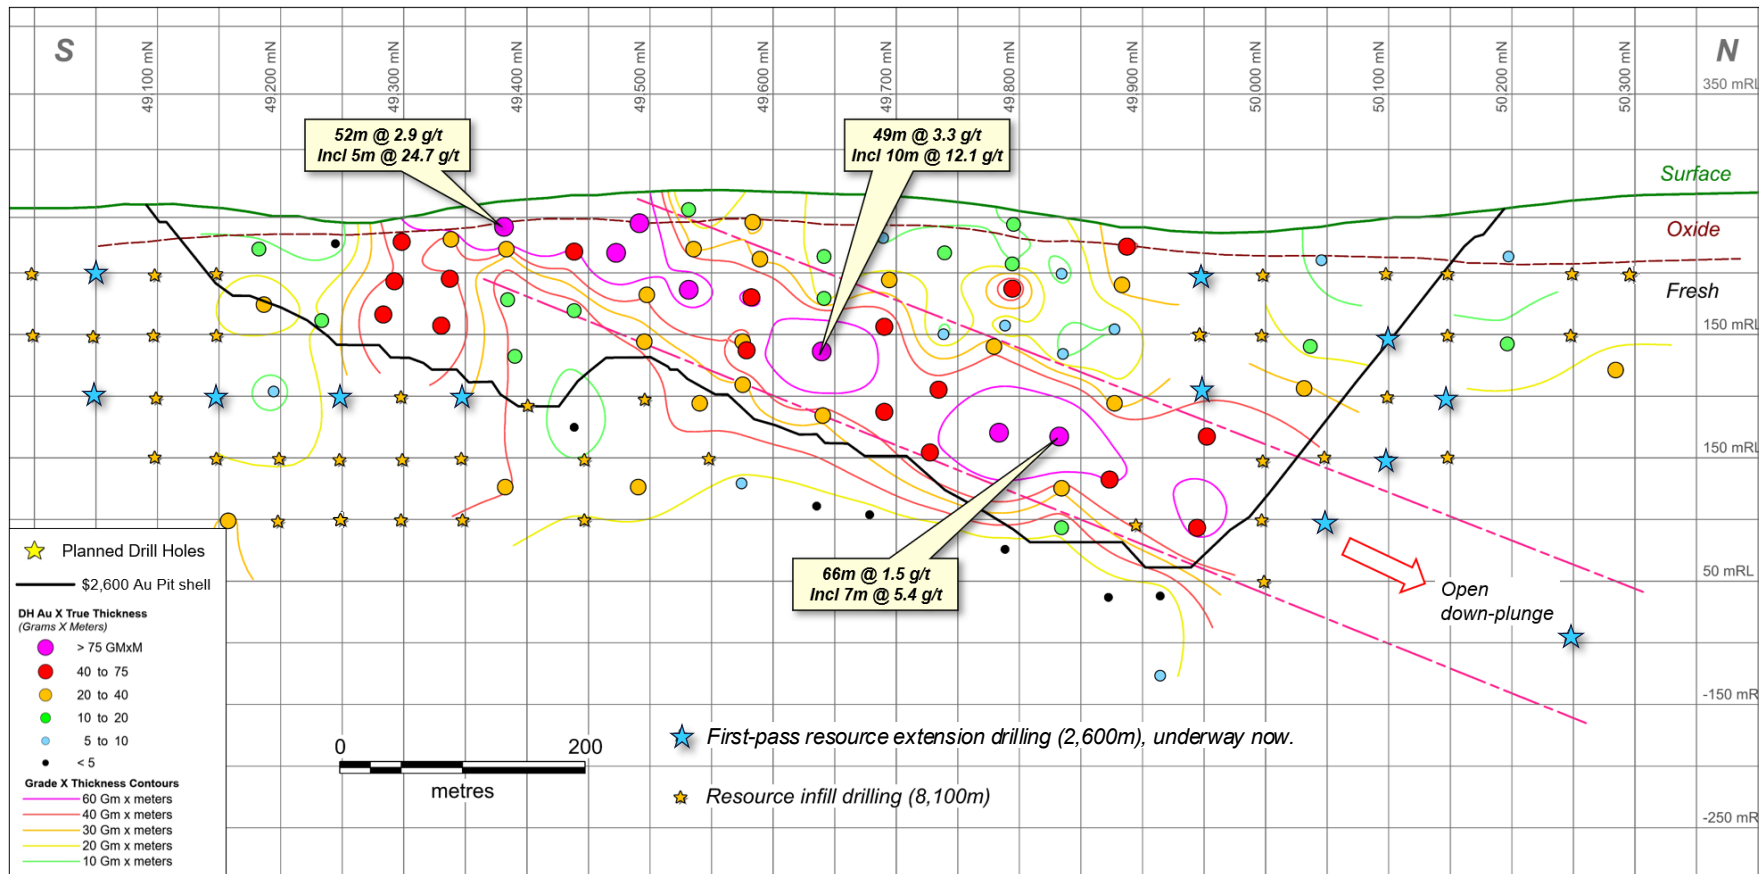 S
N
49,100 mN
49,200 mN
49,300 mN
49,400 mN
49,500 mN
49,600 mN
49,700 mN
49,800 mN
49,900 mN
50,000 mN
50,100 mN
50,200 mN
50,300 mN
350 mRL
52m @ 2.9 g/t
Incl 5m @ 24.7 g/t
49m @ 3.3 g/t
Incl 10m @ 12.1 g/t
Surface
Oxide
Fresh
150 mRL
150 mRL
66m @ 1.5 g/t
Incl 7m @ 5.4 g/t
50 mRL
Open
down-plunge
-150 mR
-250 mR
Planned Drill Holes
$2,600 Au Pit shell
DH Au X True Thickness
(Grams X Meters)
> 75 GMxM
40 to 75
20 to 40
10 to 20
5 to 10
< 5
Grade X Thickness Contours
60 Gm x meters
40 Gm x meters
30 Gm x meters
20 Gm x meters
10 Gm x meters
0 200
metres
First-pass resource extension drilling (2,600m), underway now.
Resource infill drilling (8,100m)